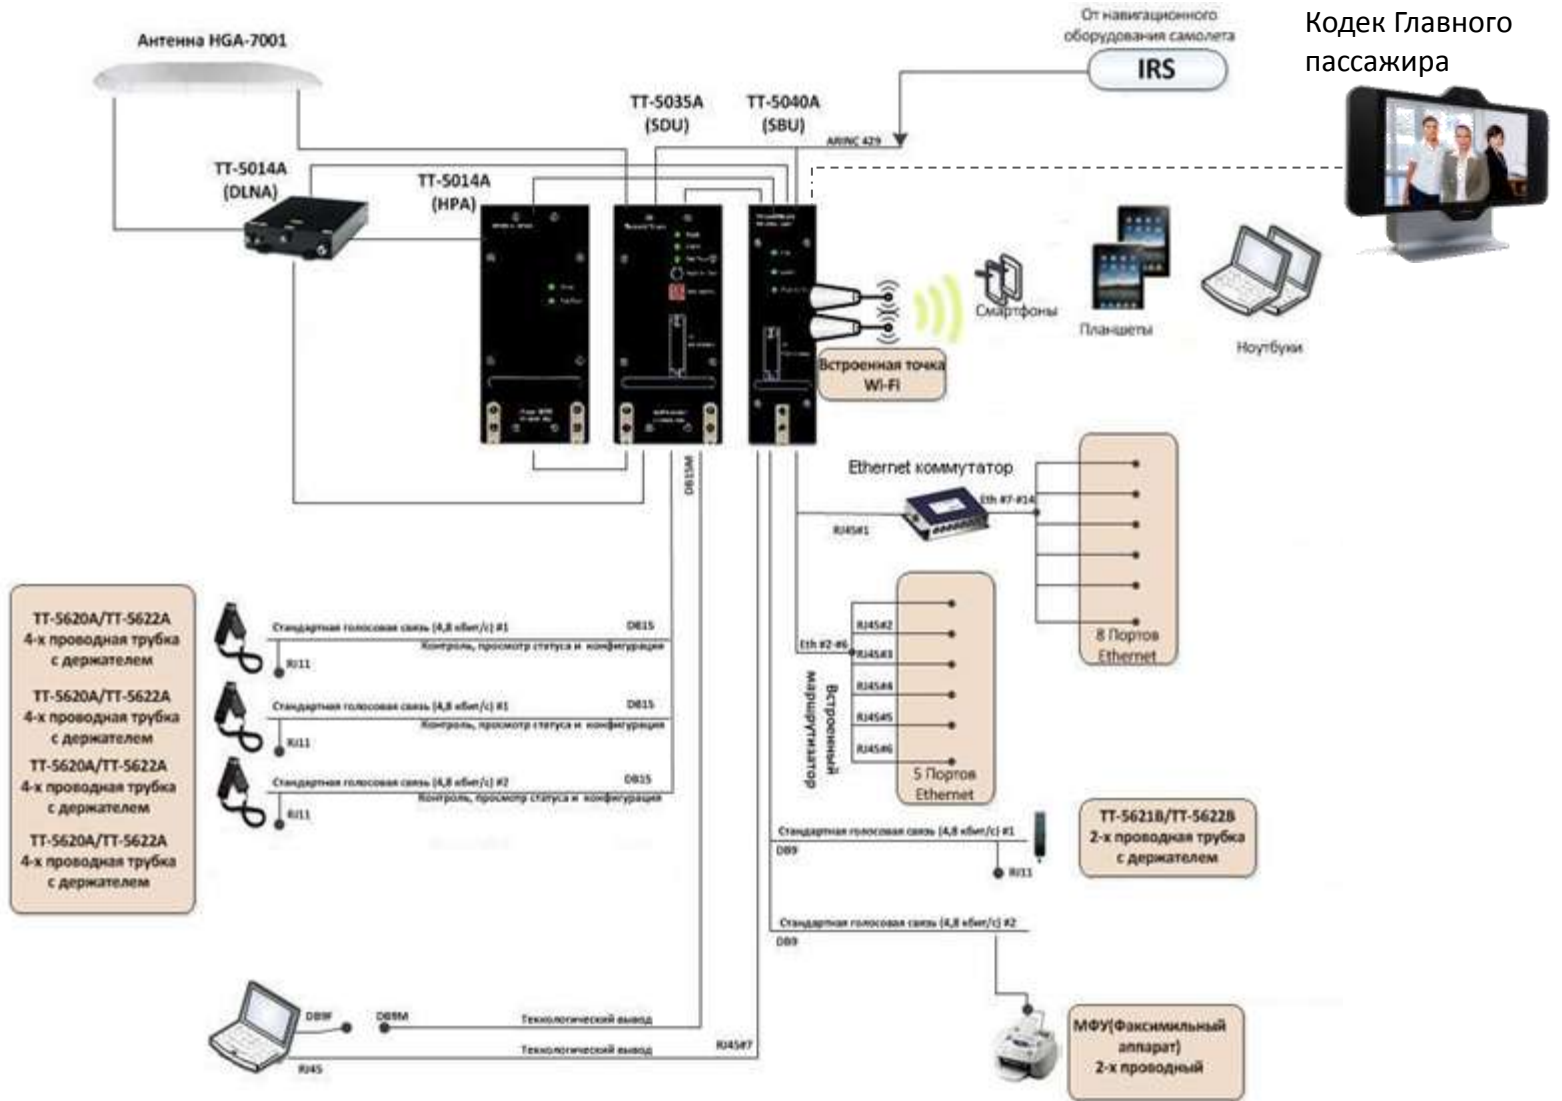 Кодек Главного
пассажира
От навигационного
оборудования самолета
IRS
Антенна HGA-7001
TT-5035A
(SDU)
TT-5040A
(SBU)
ARINC 429
TT-5014A
(DLNA)
TT-5014A
(HPA)
Смартфоны
Планшеты
Ноутбуки
Встроенная точка
Wi-Fi
DB15M
Ethernet коммутатор
Eth #7-#14
RJ45#1
8 Портов
Ethernet
Eth #2-#6
RJ45#2
RJ45#3
RJ45#4
RJ45#5
RJ45#6
Встроенный
маршрутизатор
5 Портов
Ethernet
TT-5620A/TT-5622A
4-х проводная трубка
с держателем
TT-5620A/TT-5622A
4-х проводная трубка
с держателем
TT-5620A/TT-5622A
4-х проводная трубка
с держателем
TT-5620A/TT-5622A
4-х проводная трубка
с держателем
Стандартная голосовая связь (4,8 кбит/с) #1
DB15
Контроль, просмотр статуса и конфигурация
RJ11
Стандартная голосовая связь (4,8 кбит/с) #1
DB15
Контроль, просмотр статуса и конфигурация
RJ11
Стандартная голосовая связь (4,8 кбит/с) #2
DB15
Контроль, просмотр статуса и конфигурация
RJ11
Стандартная голосовая связь (4,8 кбит/с) #1
DB9
RJ11
TT-5621B/TT-5622B
2-х проводная трубка
с держателем
Стандартная голосовая связь (4,8 кбит/с) #2
DB9
МФУ(Факсимильный
аппарат)
2-х проводный
DB9F
DB9M
Технологический вывод
RJ45
Технологический вывод
RJ45#7